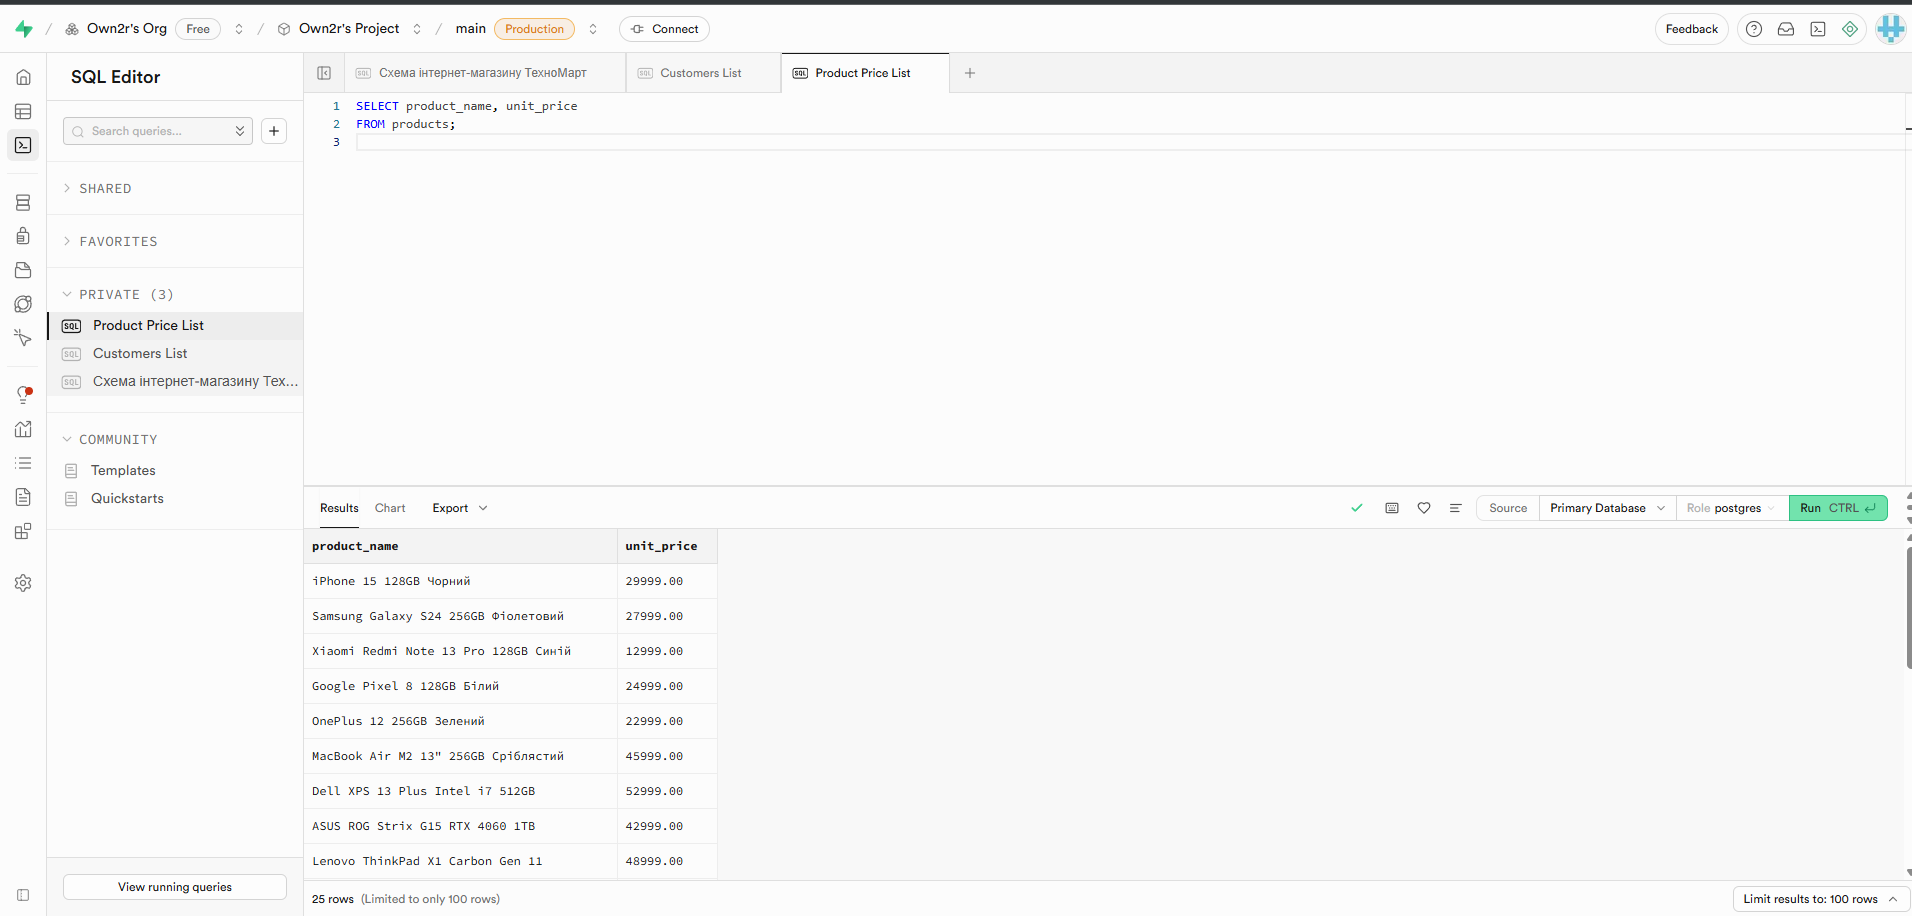 Own2r's Org Free
Own2r's Project
main Production
Connect
Feedback
SQL Editor
Search queries...
SHARED
FAVORITES
PRIVATE (3)
SQL Product Price List
SQL Customers List
SQL Схема інтернет-магазину Тех...
COMMUNITY
Templates
Quickstarts
View running queries
SQL Схема інтернет-магазину ТехноМарт
SQL Customers List
SQL Product Price List
1 SELECT product_name, unit_price
2 FROM products;
3
Results Chart Export
Source Primary Database Role postgres Run CTRL
product_name unit_price
iPhone 15 128GB Чорний 29999.00
Samsung Galaxy S24 256GB Фіолетовий 27999.00
Xiaomi Redmi Note 13 Pro 128GB Синій 12999.00
Google Pixel 8 128GB Білий 24999.00
OnePlus 12 256GB Зелений 22999.00
MacBook Air M2 13" 256GB Сріблястий 45999.00
Dell XPS 13 Plus Intel i7 512GB 52999.00
ASUS ROG Strix G15 RTX 4060 1TB 42999.00
Lenovo ThinkPad X1 Carbon Gen 11 48999.00
25 rows (Limited to only 100 rows)
Limit results to: 100 rows